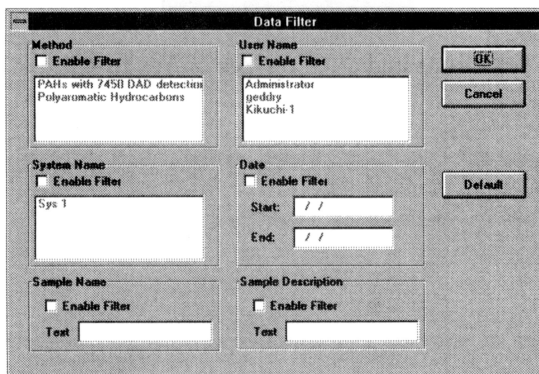 Data Filter
Method
Enable Filter
PAHs with 7450 DAD detection
Polyaromatic Hydrocarbons
User Name
Enable Filter
Administrator
geddry
Kikuchi-1
OK
Cancel
System Name
Enable Filter
Sys 1
Date
Enable Filter
Start: / /
End: / /
Default
Sample Name
Enable Filter
Text
Sample Description
Enable Filter
Text